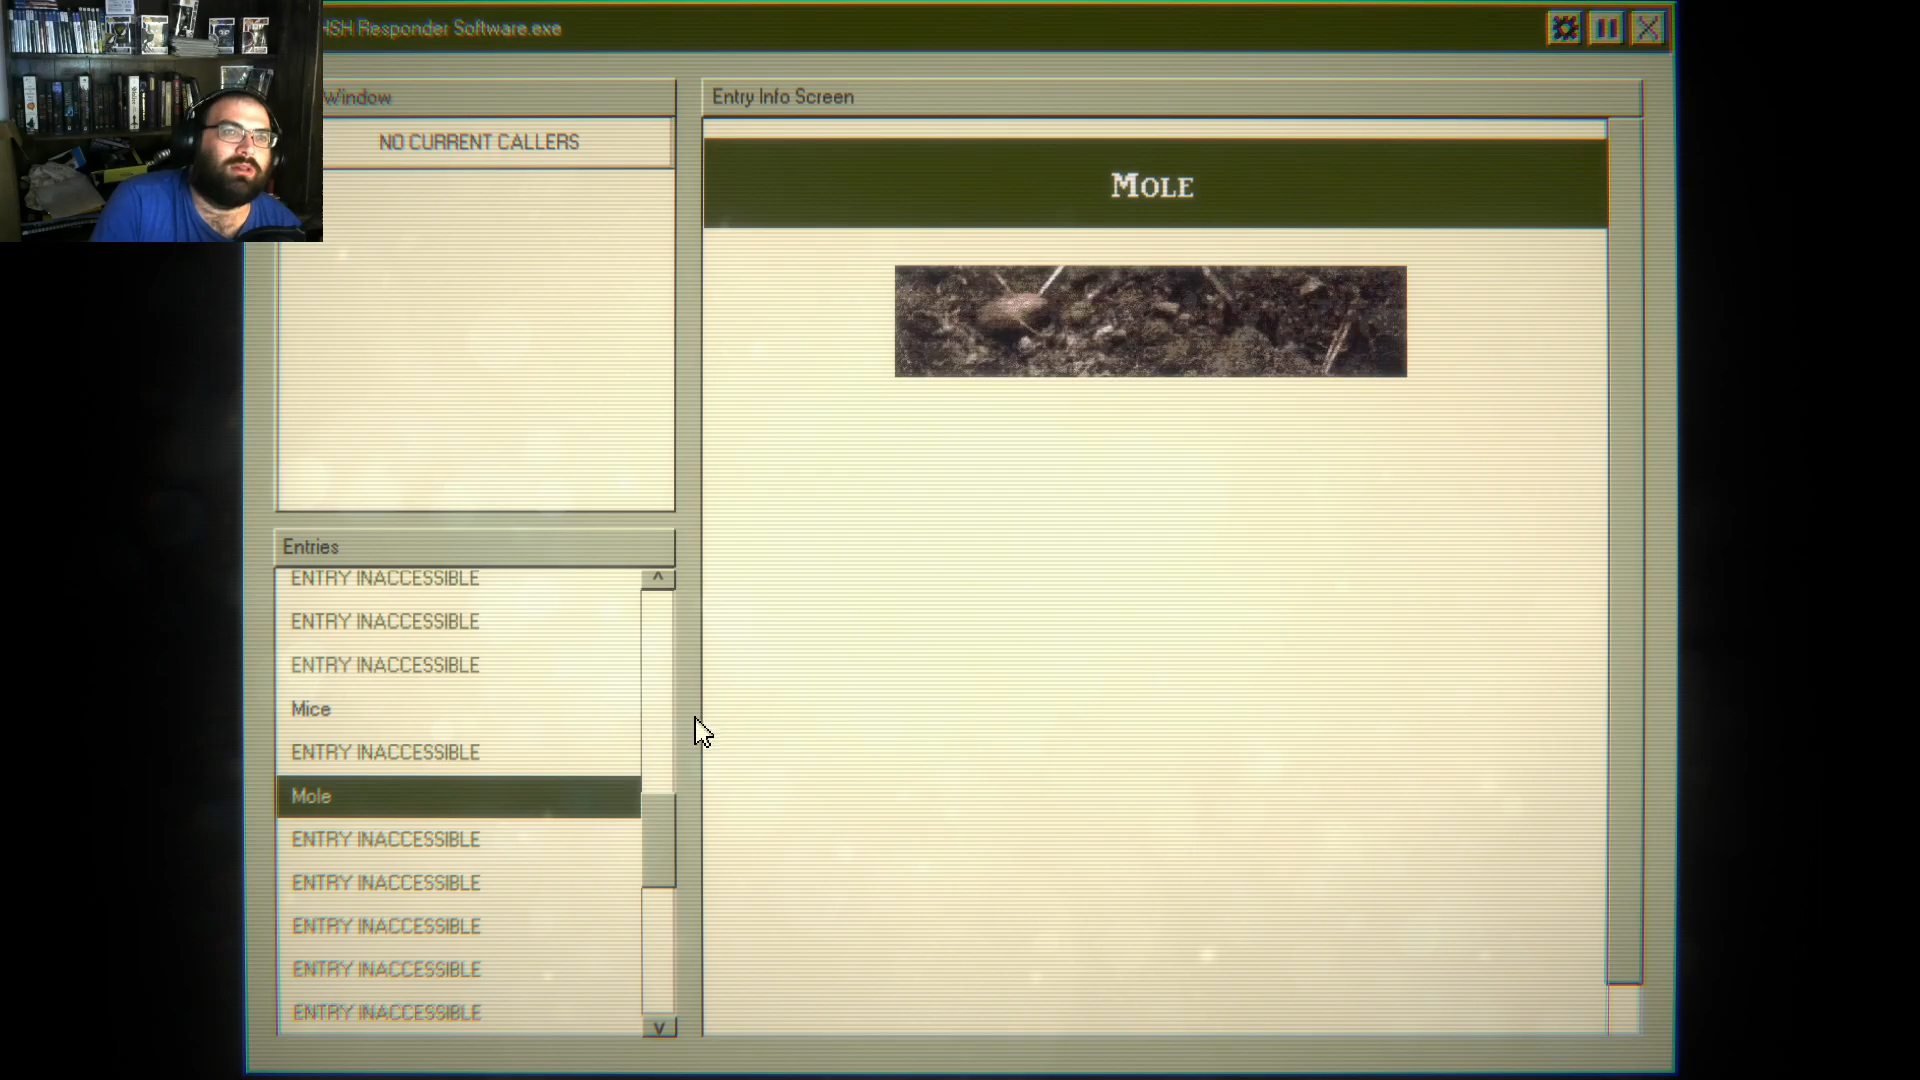 HSH Responder Software.exe
Window
NO CURRENT CALLERS
Entries
ENTRY INACCESSIBLE
ENTRY INACCESSIBLE
ENTRY INACCESSIBLE
Mice
ENTRY INACCESSIBLE
Mole
ENTRY INACCESSIBLE
ENTRY INACCESSIBLE
ENTRY INACCESSIBLE
ENTRY INACCESSIBLE
ENTRY INACCESSIBLE
Entry Info Screen
MOLE